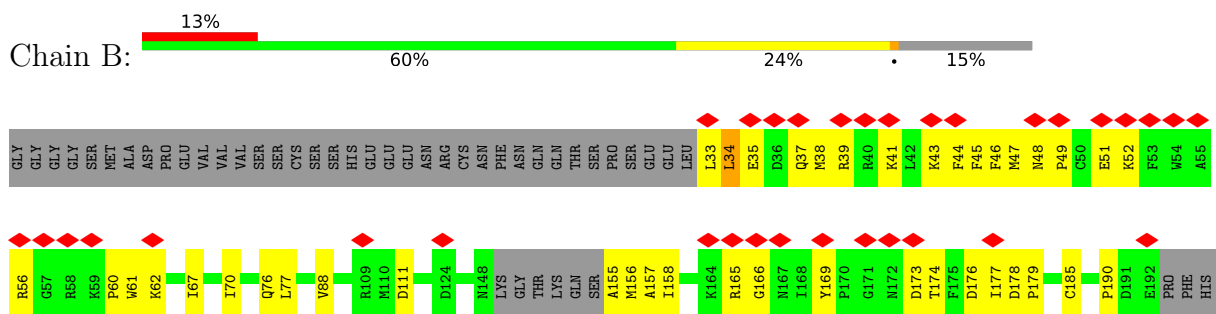 13%
Chain B:
60% 24% • 15%
GLY GLY GLY GLY SER MET ALA ASP PRO GLU VAL VAL VAL SER SER CYS SER SER HIS GLU GLU GLU ASN ARG CYS ASN PHE ASN GLN GLN THR SER PRO SER GLU GLU LEU L33 L34 E35 D36 Q37 M38 R39 R40 K41 L42 K43 F44 F45 F46 M47 N48 P49 C50 E51 K52 F53 W54 A55
R56 G57 R58 K59 P60 W61 K62 I67 I70 Q76 L77 V88 R109 M110 D111 D124 N148 LYS GLY THR LYS GLN SER A155 M156 A157 I158 K164 R165 G166 N167 I168 Y169 P170 G171 N172 D173 T174 F175 D176 I177 D178 P179 C185 P190 D191 E192 PRO PHE HIS